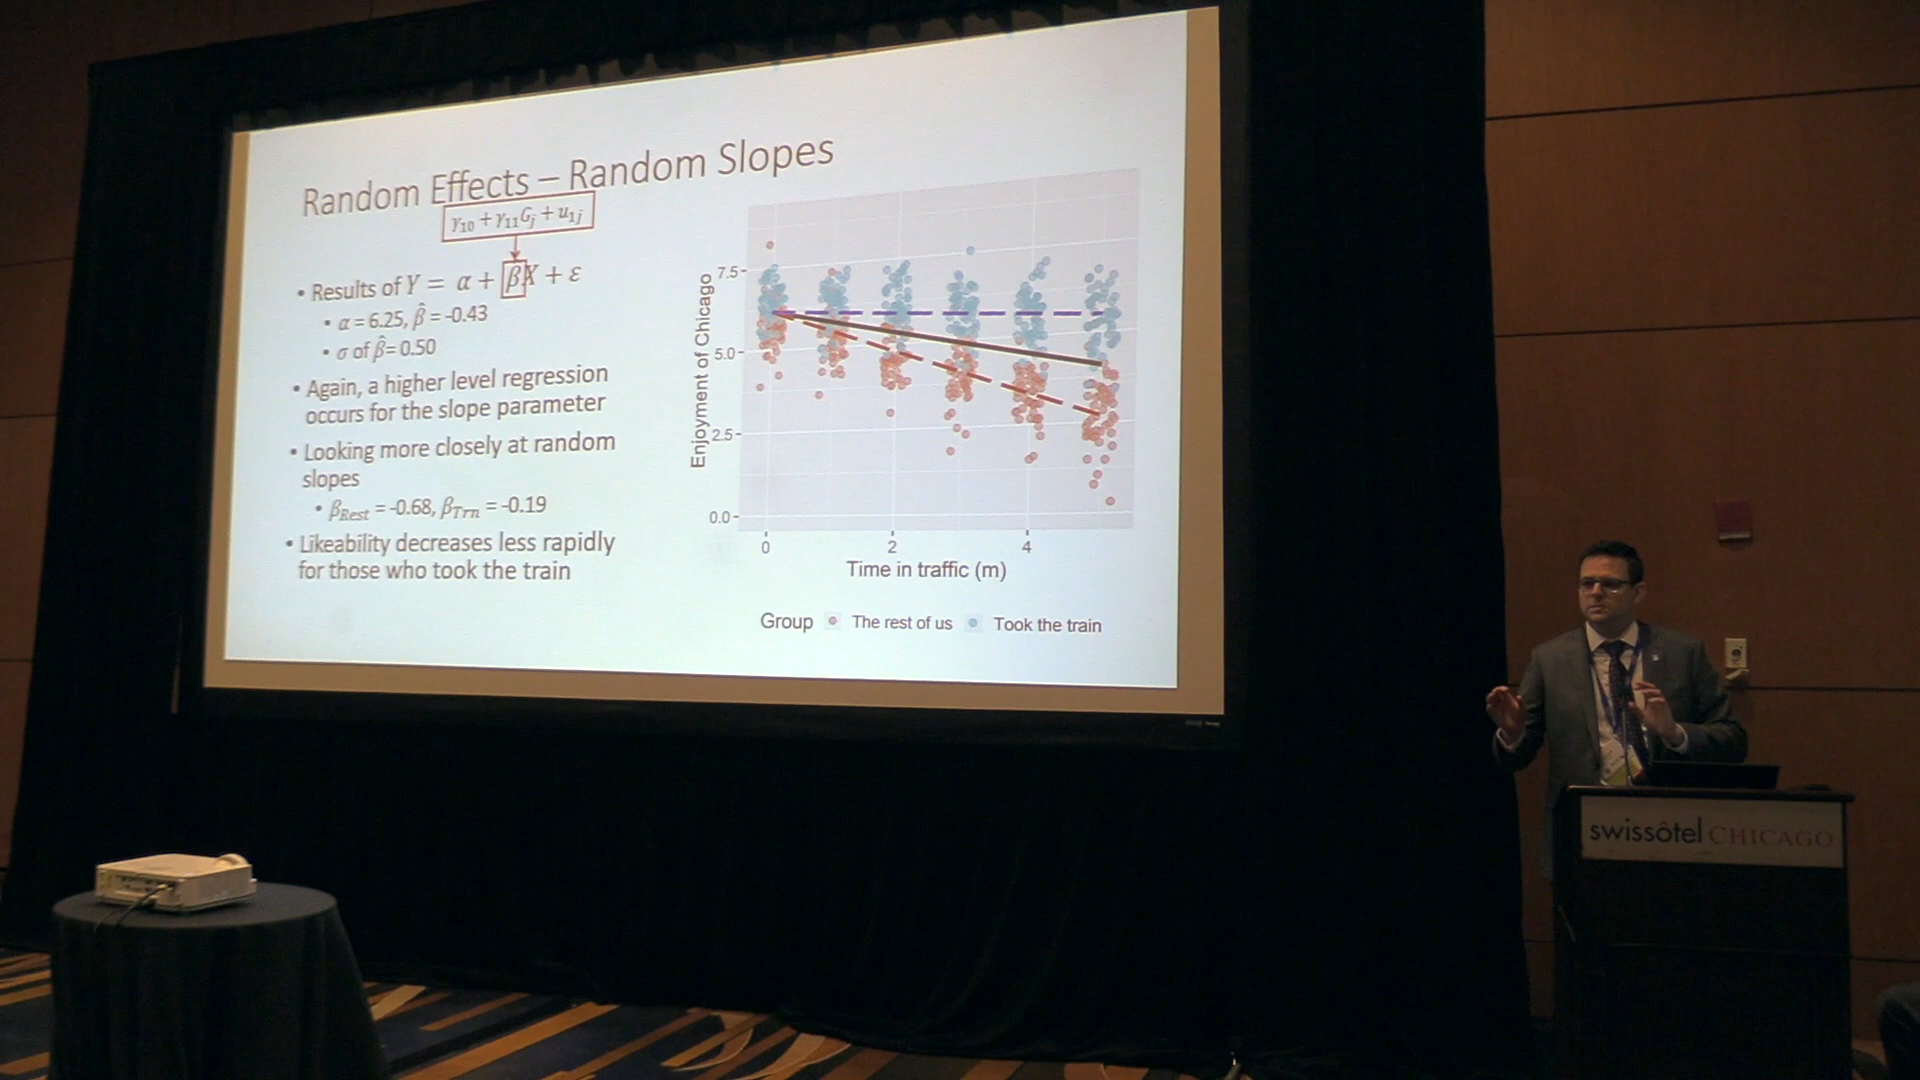 Random Effects – Random Slopes
γ₁₀ + γ₁₁Gⱼ + u₁ⱼ
• Results of Y = α + βX + ε
• α = 6.25, β̂ = -0.43
• σ of β̂= 0.50
• Again, a higher level regression
occurs for the slope parameter
• Looking more closely at random
slopes
• β_Rest = -0.68, β_Trn = -0.19
• Likeability decreases less rapidly
for those who took the train
Enjoyment of Chicago
7.5
5.0
2.5
0.0
0 2 4
Time in traffic (m)
Group The rest of us Took the train
swissôtel CHICAGO